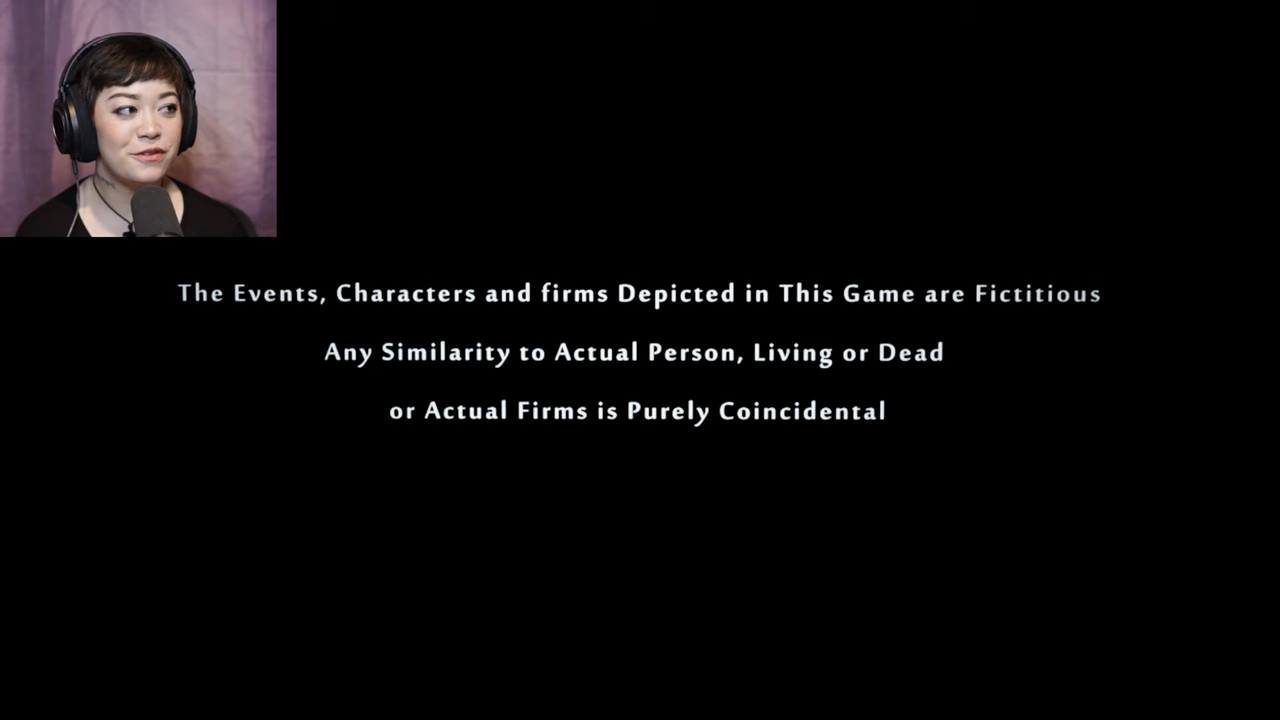 The Events, Characters and firms Depicted in This Game are Fictitious
Any Similarity to Actual Person, Living or Dead
or Actual Firms is Purely Coincidental